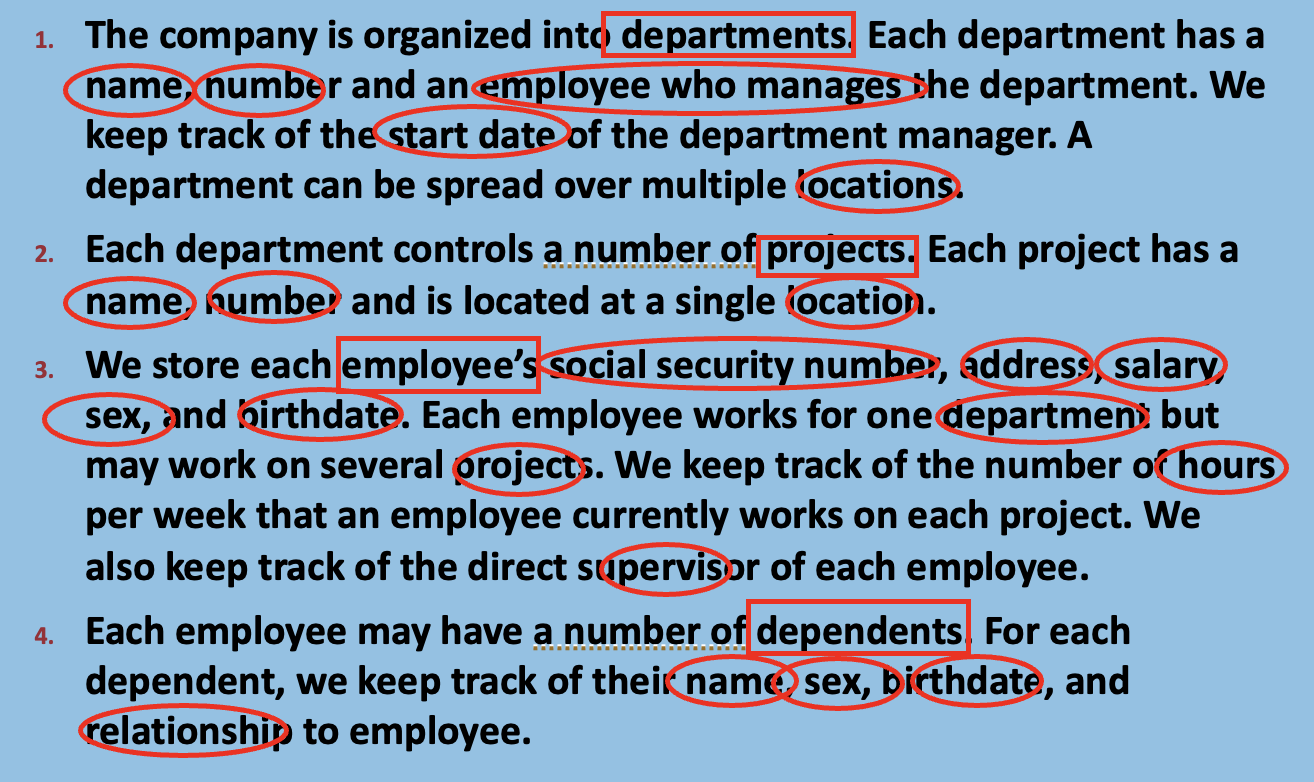 1. The company is organized into departments. Each department has a
name, number and an employee who manages the department. We
keep track of the start date of the department manager. A
department can be spread over multiple locations.
2. Each department controls a number of projects. Each project has a
name, number and is located at a single location.
3. We store each employee’s social security number, address, salary,
sex, and birthdate. Each employee works for one department but
may work on several projects. We keep track of the number of hours
per week that an employee currently works on each project. We
also keep track of the direct supervisor of each employee.
4. Each employee may have a number of dependents. For each
dependent, we keep track of their name, sex, birthdate, and
relationship to employee.